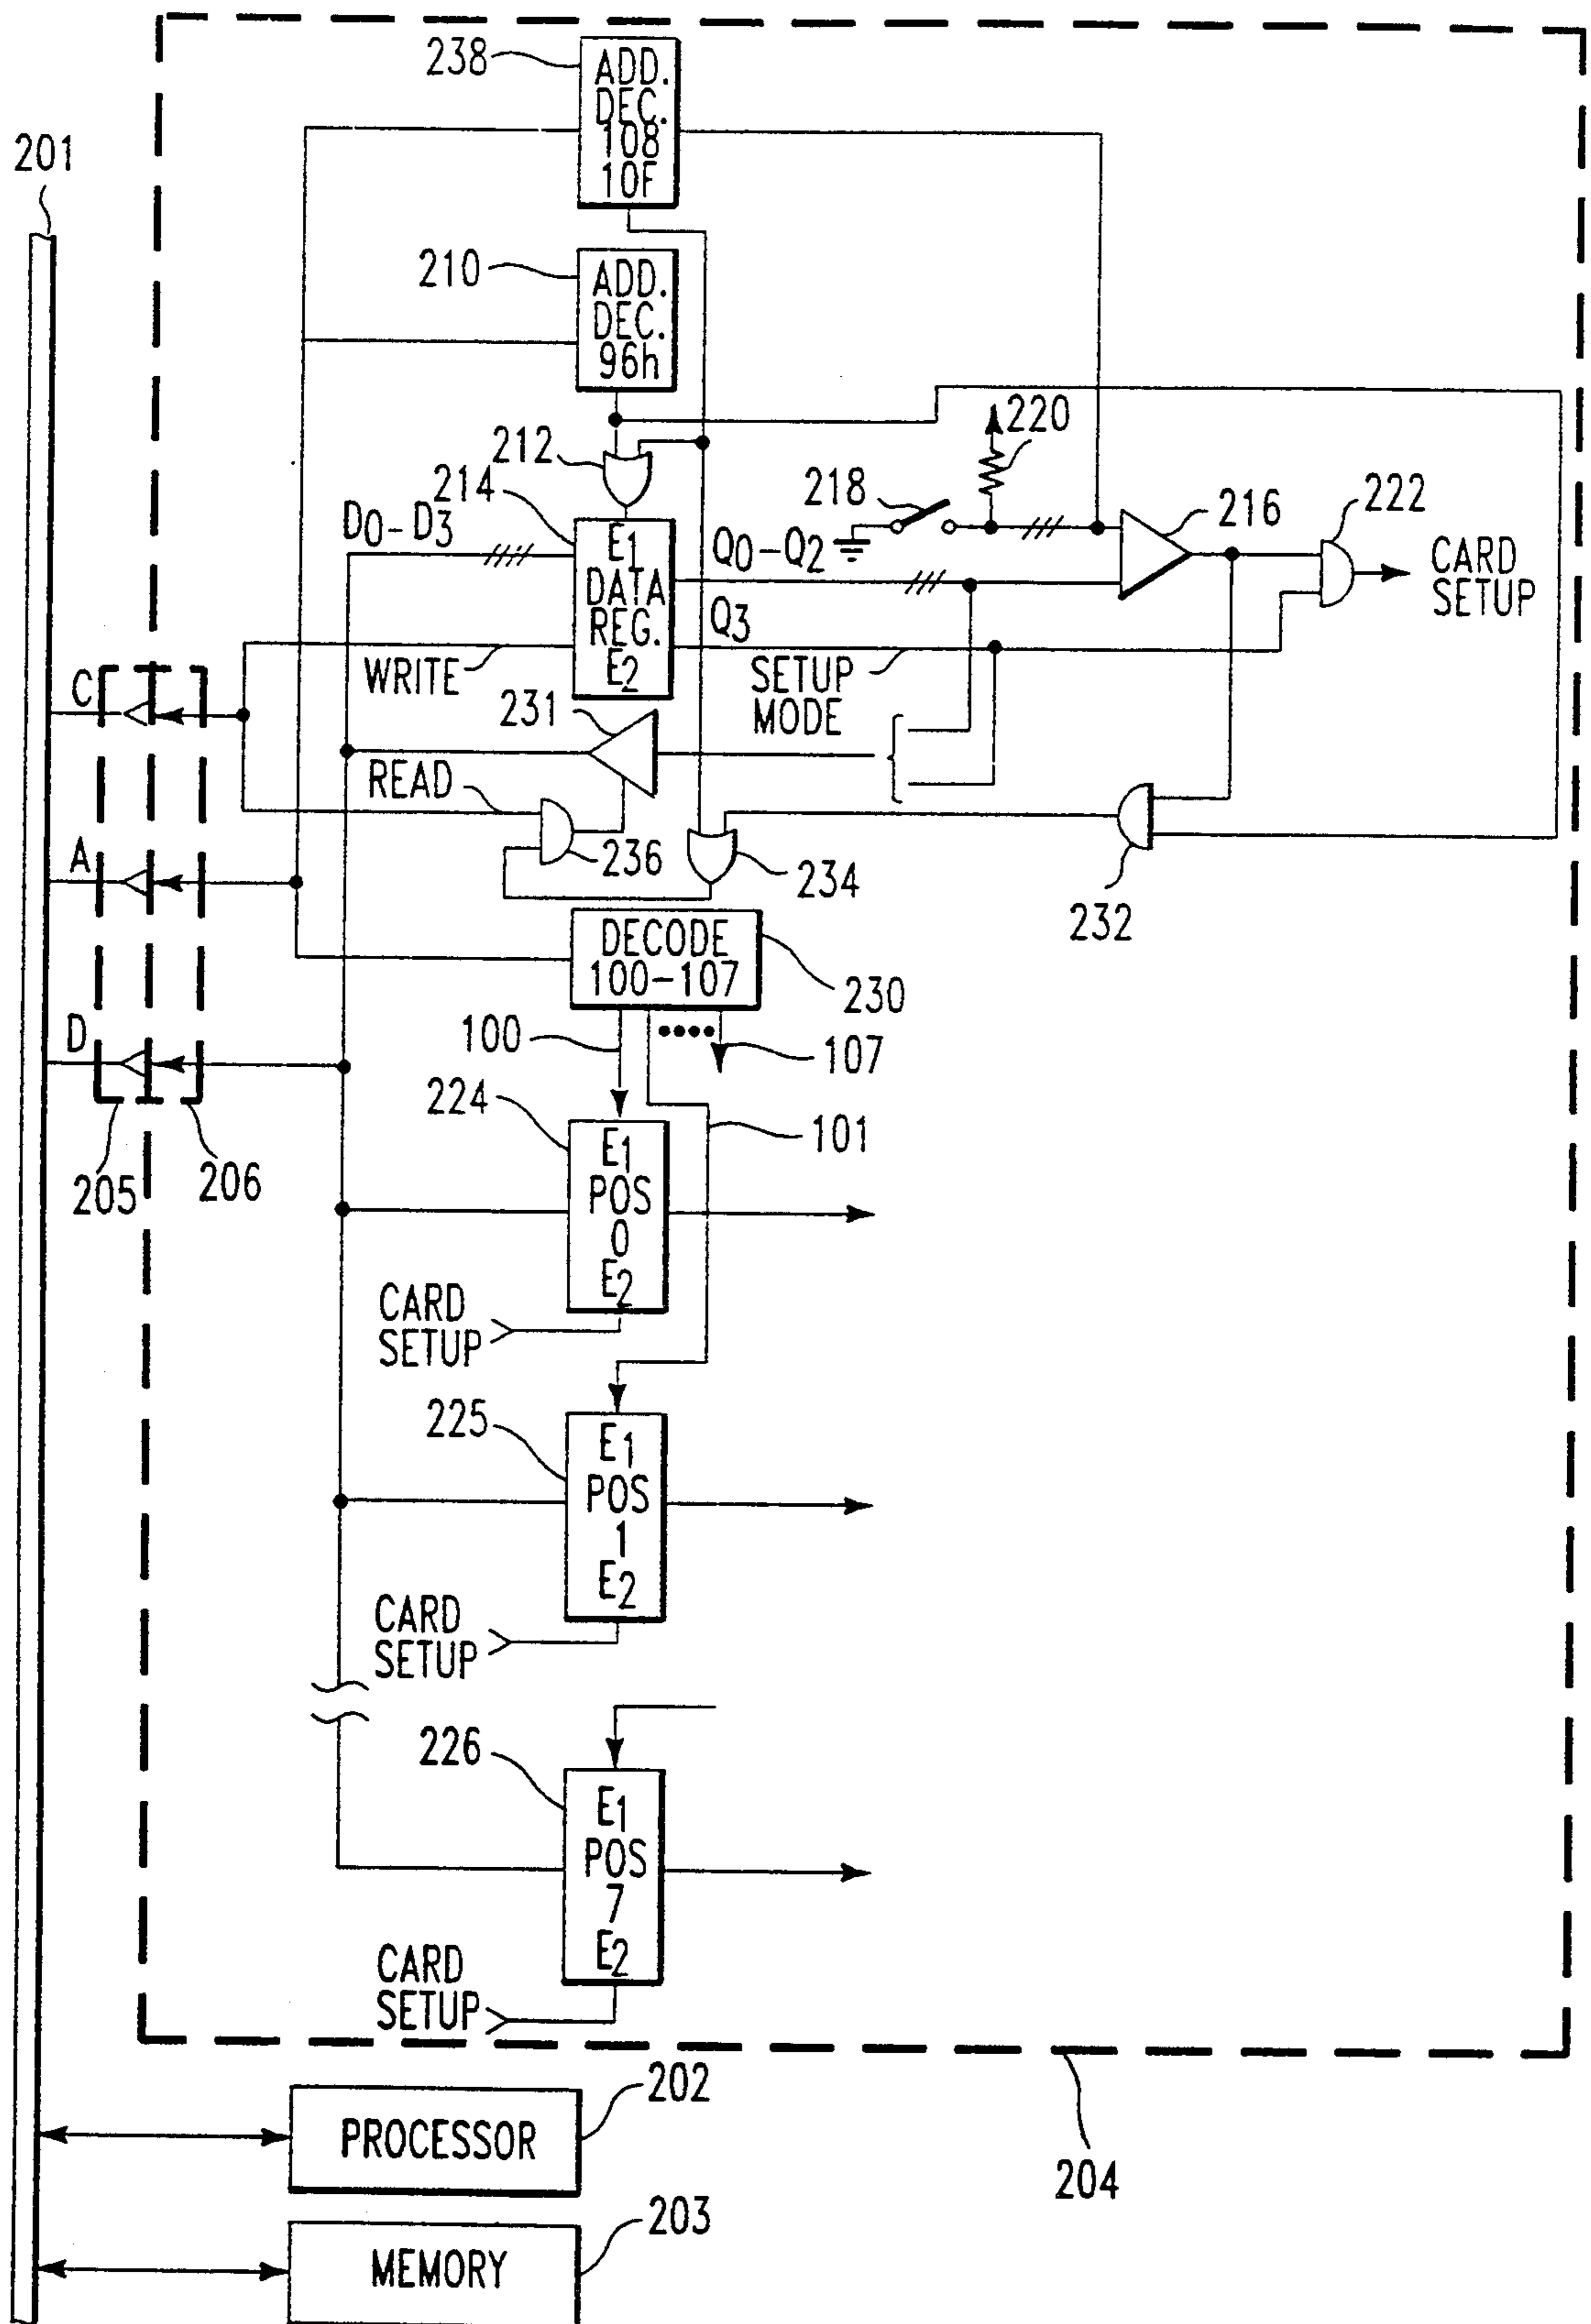 238
ADD.
DEC.
108
10F
201
210
ADD.
DEC.
96h
220
212
214
218
216
222
D0-D3
E1
DATA
REG.
E2
Q0-Q2
Q3
CARD
SETUP
WRITE
SETUP
MODE
C
231
READ
236
234
232
A
DECODE
100-107
230
D
100
107
224
101
E1
POS
0
E2
205
206
CARD
SETUP
225
E1
POS
1
E2
CARD
SETUP
226
E1
POS
7
E2
CARD
SETUP
202
PROCESSOR
204
203
MEMORY